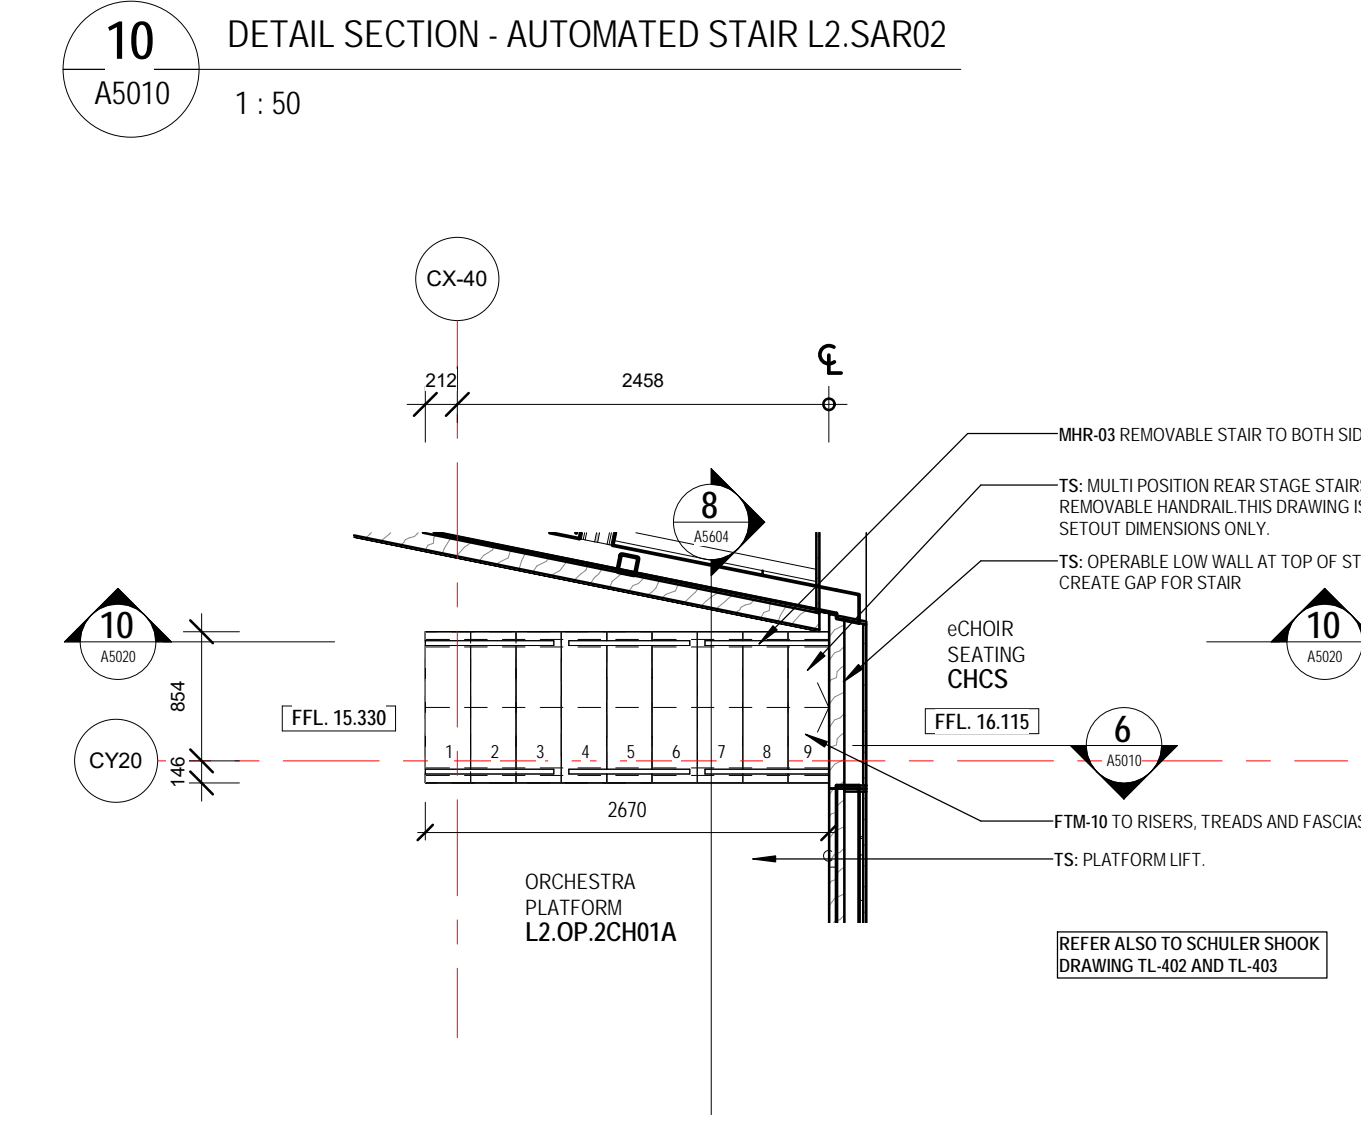 10
A5010
DETAIL SECTION - AUTOMATED STAIR L2.SAR02
1 : 50
CX-40
212
2458
MHR-03 REMOVABLE STAIR TO BOTH SID
8
A5604
TS: MULTI POSITION REAR STAGE STAIRS
REMOVABLE HANDRAIL.THIS DRAWING IS
SETOUT DIMENSIONS ONLY.
TS: OPERABLE LOW WALL AT TOP OF ST
CREATE GAP FOR STAIR
10
A5020
eCHOIR
SEATING
CHCS
10
A5020
854
FFL. 15.330
FFL. 16.115
6
A5010
CY20
146
1 2 3 4 5 6 7 8 9
2670
FTM-10 TO RISERS, TREADS AND FASCIAS
TS: PLATFORM LIFT.
ORCHESTRA
PLATFORM
L2.OP.2CH01A
REFER ALSO TO SCHULER SHOOK
DRAWING TL-402 AND TL-403